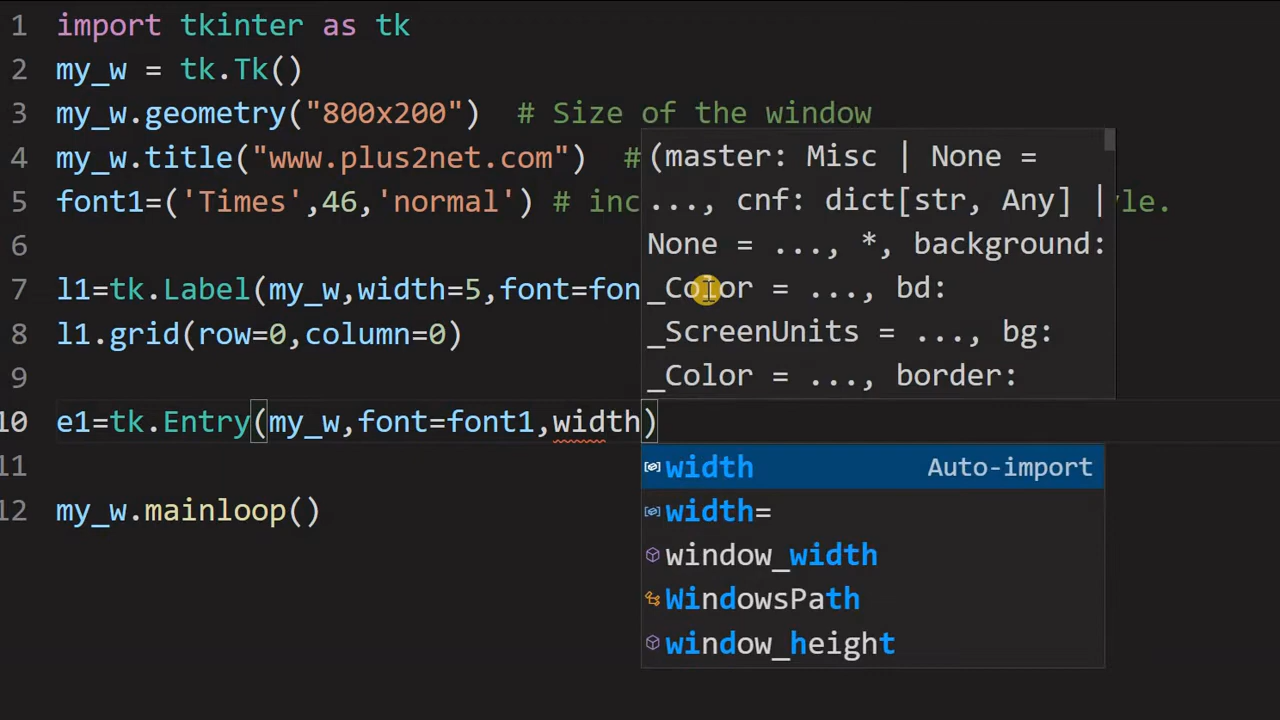 1 import tkinter as tk
2 my_w = tk.Tk()
3 my_w.geometry("800x200")  # Size of the window
4 my_w.title("www.plus2net.com")  #
5 font1=('Times',46,'normal') # inc yle.
6
7 l1=tk.Label(my_w,width=5,font=fon
8 l1.grid(row=0,column=0)
9
10 e1=tk.Entry(my_w,font=font1,width)
11
12 my_w.mainloop()
(master: Misc | None =
..., cnf: dict[str, Any] |
None = ..., *, background:
_Color = ..., bd:
_ScreenUnits = ..., bg:
_Color = ..., border:
width Auto-import
width=
window_width
WindowsPath
window_height